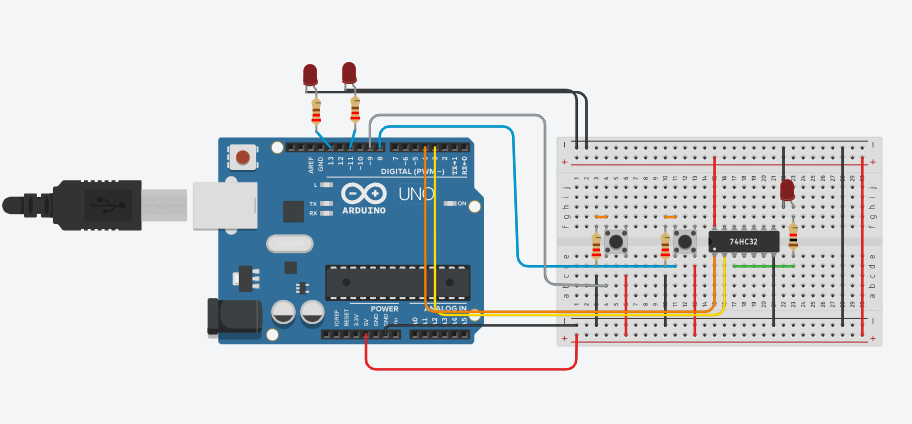 AREF
GND
13
12
~11
~10
~9
8
7
~6
~5
2
TX→1
RX←0
DIGITAL (PWM~)
L
TX
RX
UNO
ARDUINO
ON
74HC32
POWER
ANALOG IN
IOREF
RESET
3.3V
5V
GND
GND
Vin
A0
A1
A2
A3
A4
A5
j
i
h
g
f
e
d
c
b
a